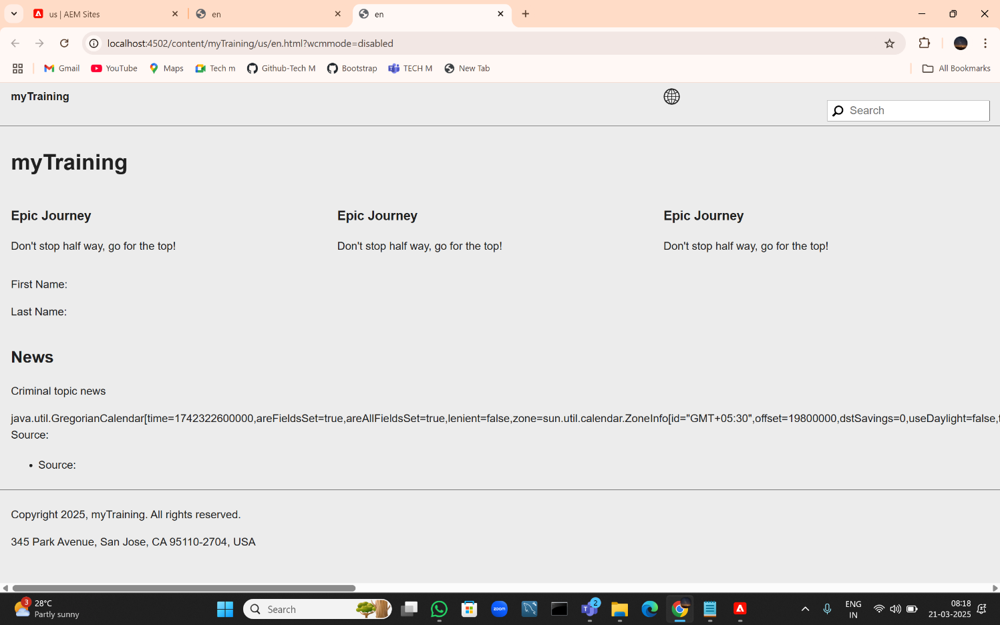 us | AEM Sites
en
en
localhost:4502/content/myTraining/us/en.html?wcmmode=disabled
Gmail
YouTube
Maps
Tech m
Github-Tech M
Bootstrap
TECH M
New Tab
All Bookmarks
myTraining
Search
myTraining
Epic Journey
Epic Journey
Epic Journey
Don't stop half way, go for the top!
Don't stop half way, go for the top!
Don't stop half way, go for the top!
First Name:
Last Name:
News
Criminal topic news
java.util.GregorianCalendar[time=1742322600000,areFieldsSet=true,areAllFieldsSet=true,lenient=false,zone=sun.util.calendar.ZoneInfo[id="GMT+05:30",offset=19800000,dstSavings=0,useDaylight=false,t
Source:
• Source:
Copyright 2025, myTraining. All rights reserved.
345 Park Avenue, San Jose, CA 95110-2704, USA
3
28°C
Partly sunny
Search
zoom
2
ENG
IN
08:18
21-03-2025